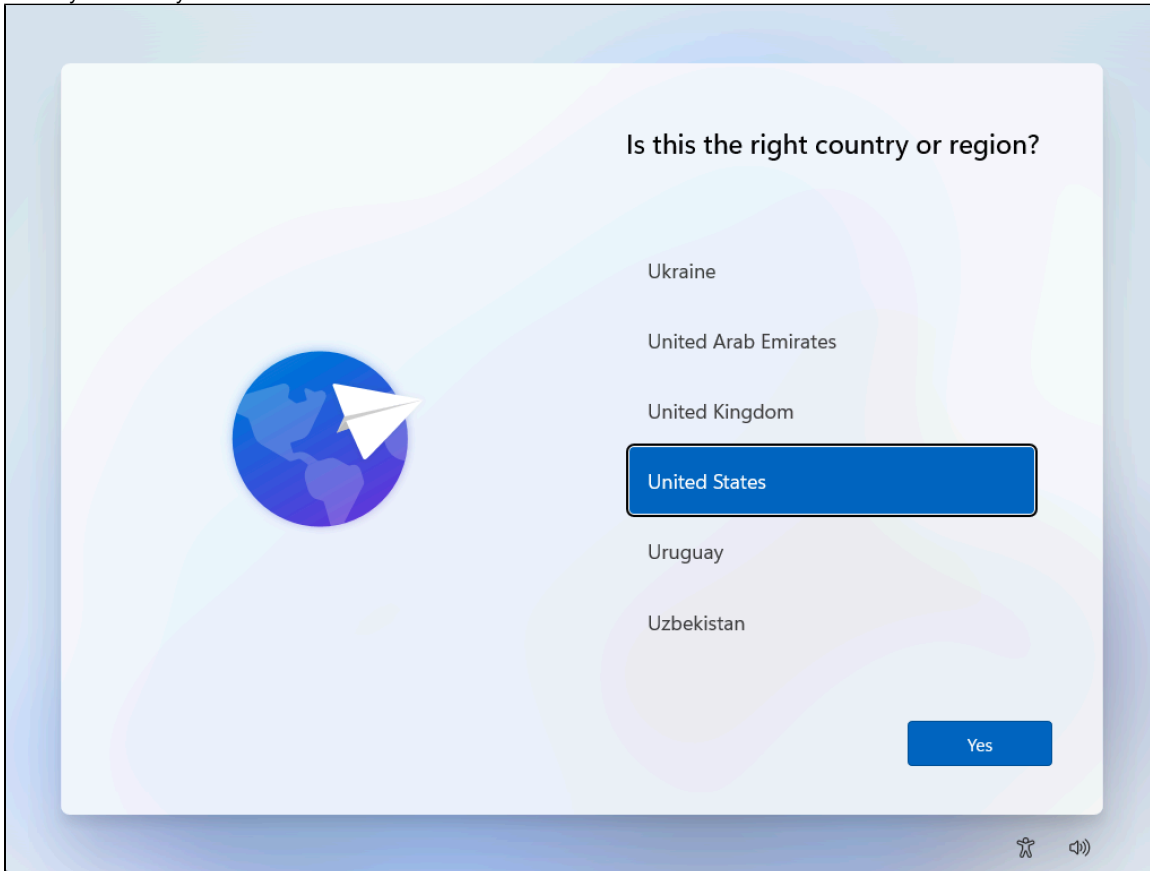 Is this the right country or region?
Ukraine
United Arab Emirates
United Kingdom
United States
Uruguay
Uzbekistan
Yes